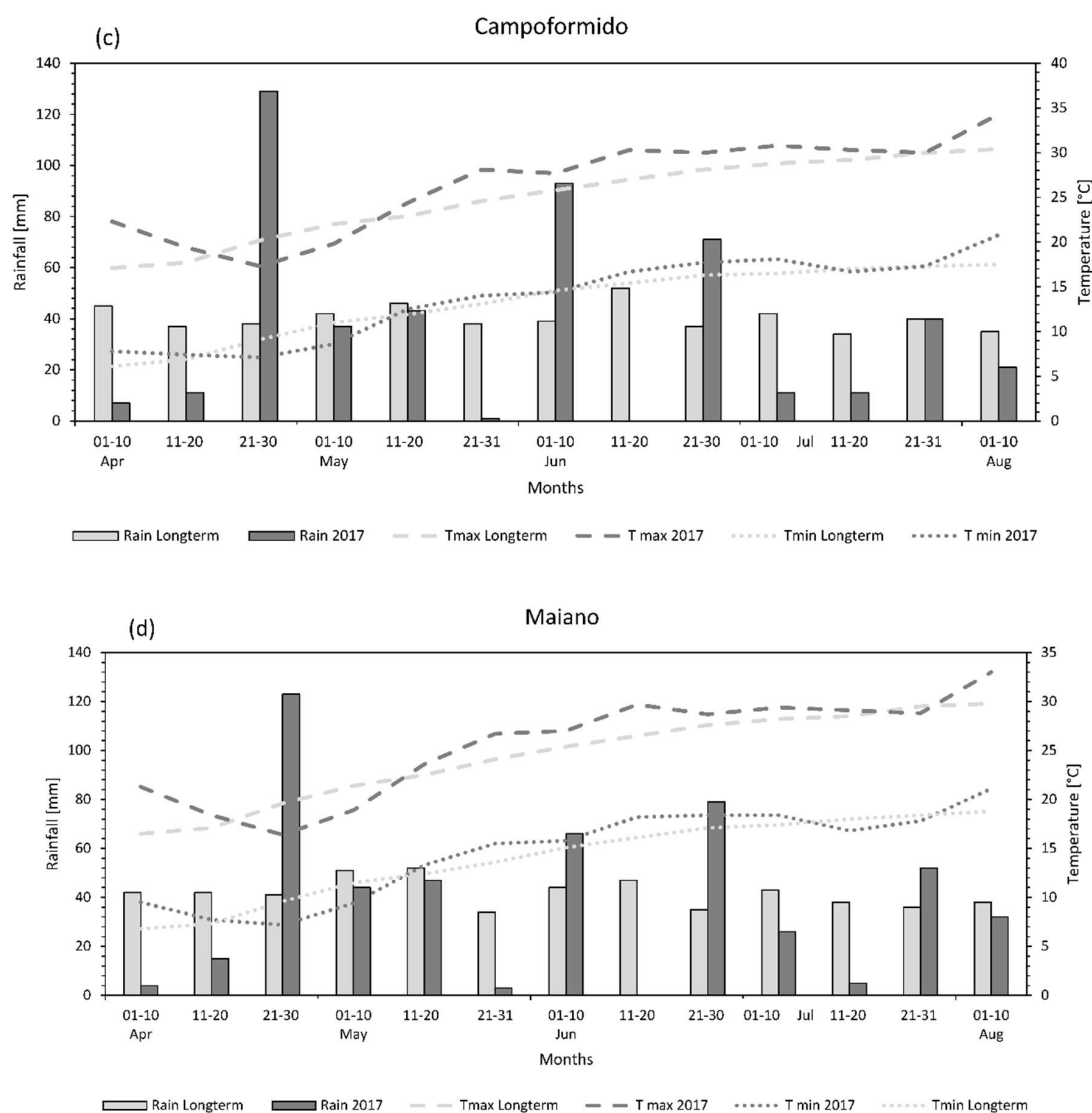 (c)
Campoformido
140
120
100
80
60
40
20
0
Rainfall [mm]
40
35
30
25
20
15
10
5
0
Temperature [°C]
01-10 11-20 21-30 01-10 11-20 21-31 01-10 11-20 21-30 01-10 Jul 11-20 21-31 01-10
Apr May Jun Aug
Months
Rain Longterm Rain 2017 Tmax Longterm T max 2017 Tmin Longterm T min 2017
(d)
Maiano
140
120
100
80
60
40
20
0
Rainfall [mm]
35
30
25
20
15
10
5
0
Temperature [°C]
01-10 11-20 21-30 01-10 11-20 21-31 01-10 11-20 21-30 01-10 Jul 11-20 21-31 01-10
Apr May Jun Aug
Months
Rain Longterm Rain 2017 Tmax Longterm T max 2017 T min 2017 Tmin Longterm